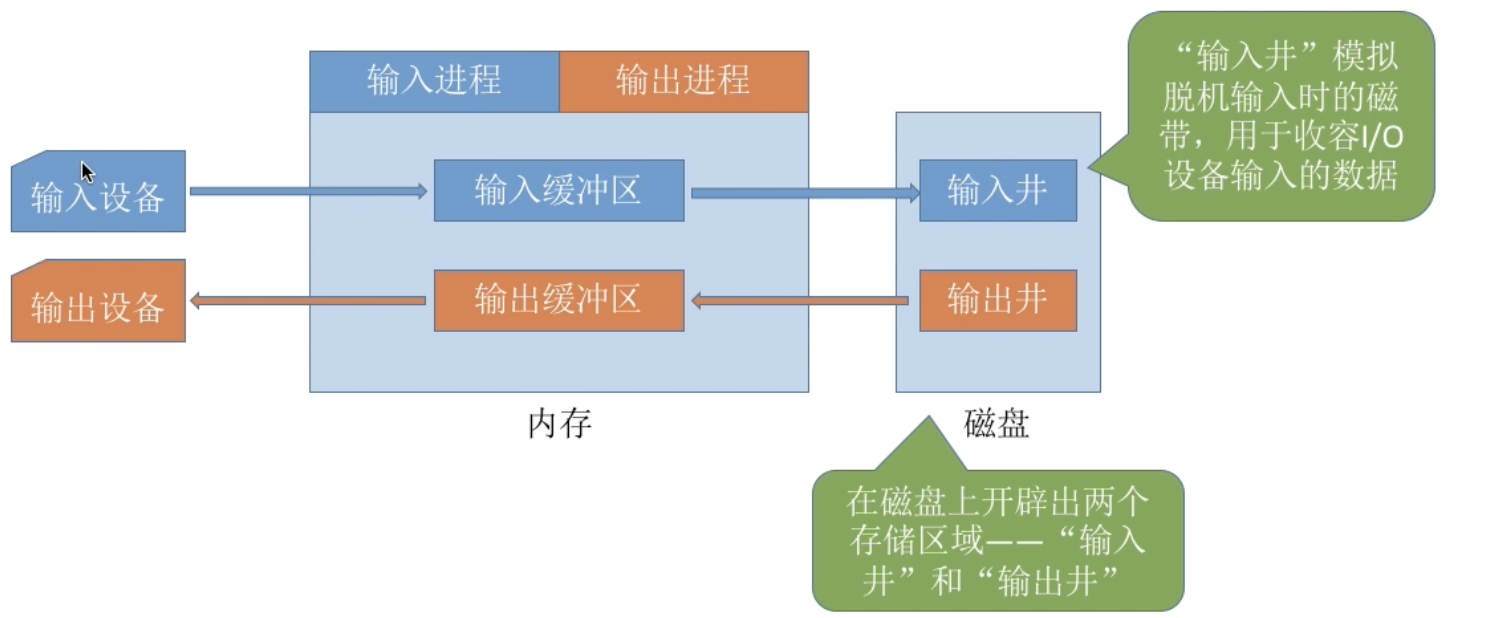 输入进程
输出进程
“输入井”模拟
脱机输入时的磁
带，用于收容I/O
设备输入的数据
输入设备
输入缓冲区
输入井
输出设备
输出缓冲区
输出井
内存
磁盘
在磁盘上开辟出两个
存储区域——“输入
井”和“输出井”